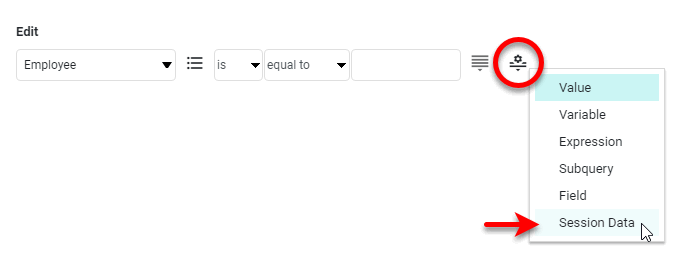 Edit
Employee is equal to
Value
Variable
Expression
Subquery
Field
Session Data